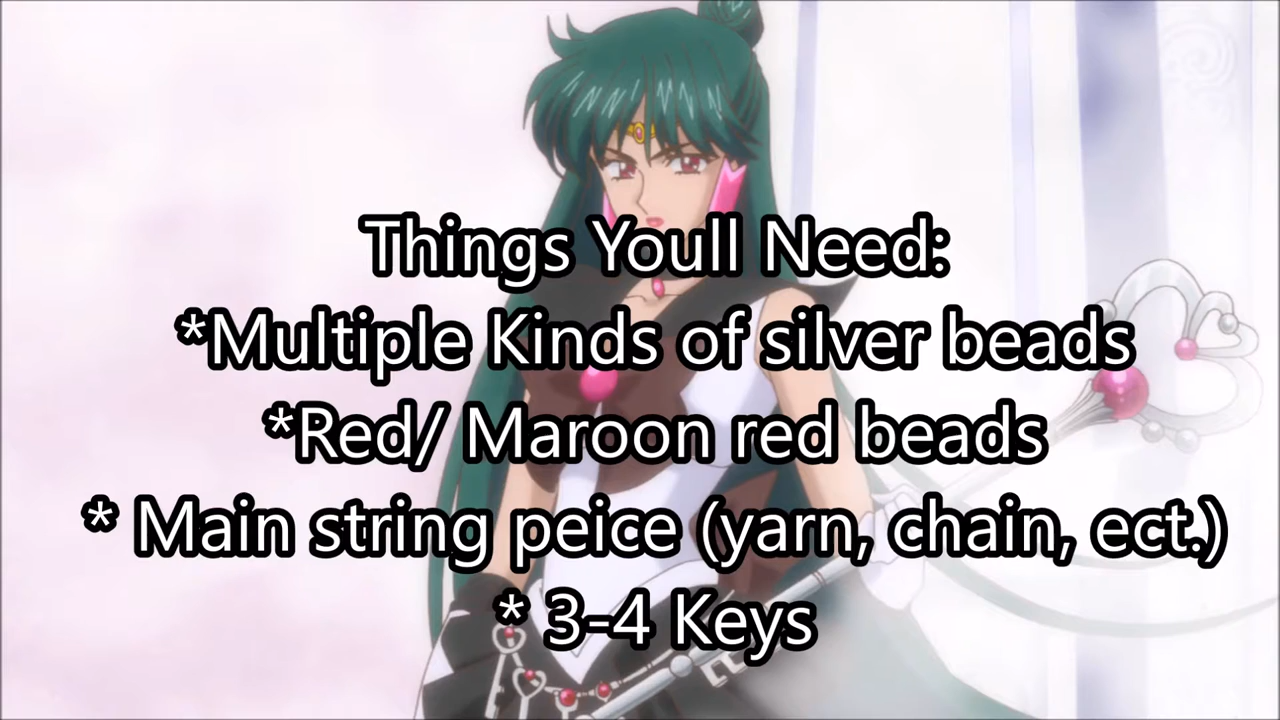 Things Youll Need:
*Multiple Kinds of silver beads
*Red/ Maroon red beads
* Main string peice (yarn, chain, ect.)
* 3-4 Keys